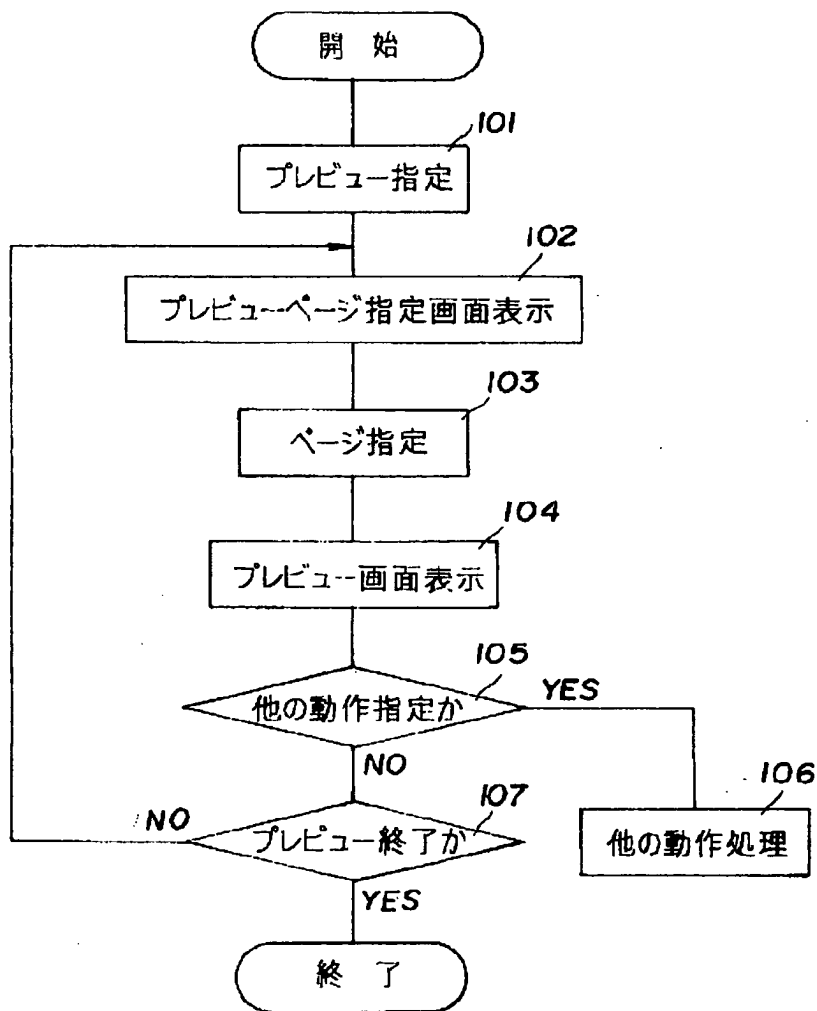 開始
101
プレビュー指定
102
プレビューページ指定画面表示
103
ページ指定
104
プレビュー画面表示
105
他の動作指定か
YES
NO
106
他の動作処理
107
プレビュー終了か
NO
YES
終了